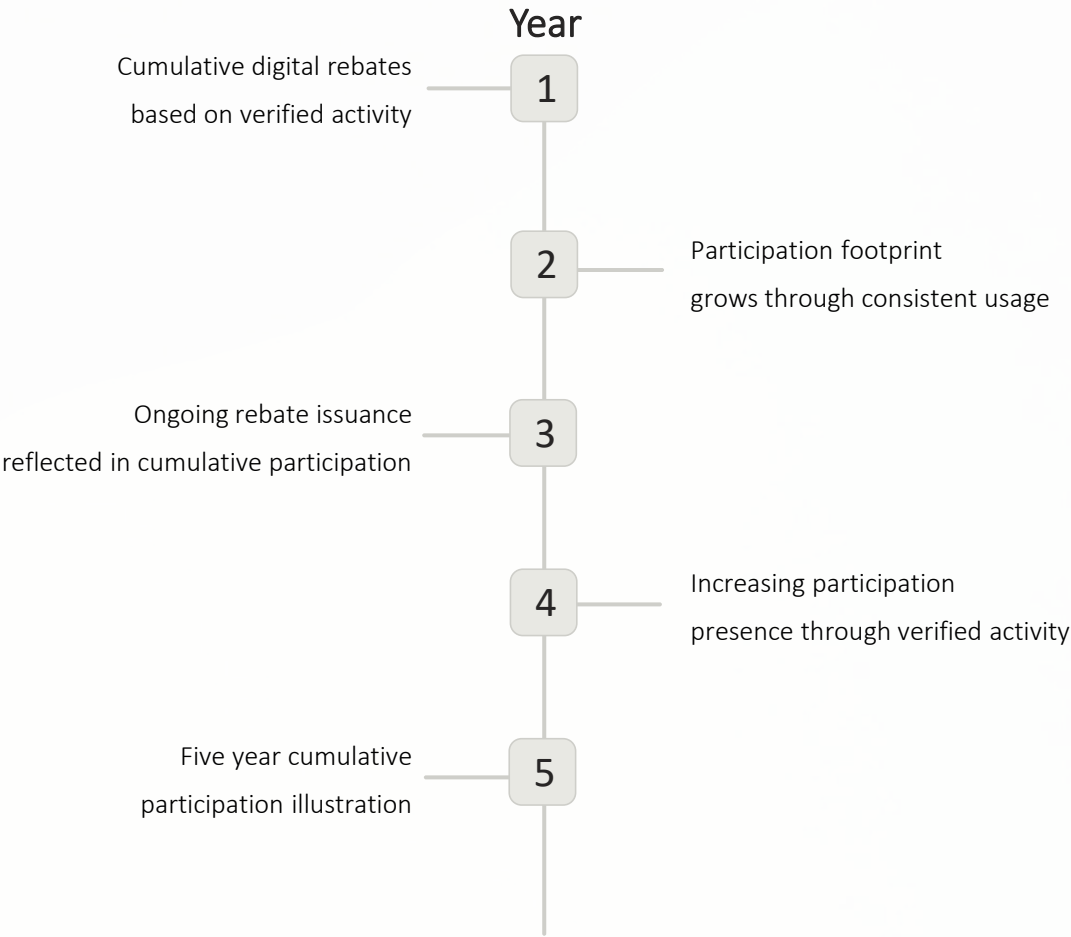 Year
1
Cumulative digital rebates
based on verified activity
2
Participation footprint
grows through consistent usage
3
Ongoing rebate issuance
reflected in cumulative participation
4
Increasing participation
presence through verified activity
5
Five year cumulative
participation illustration